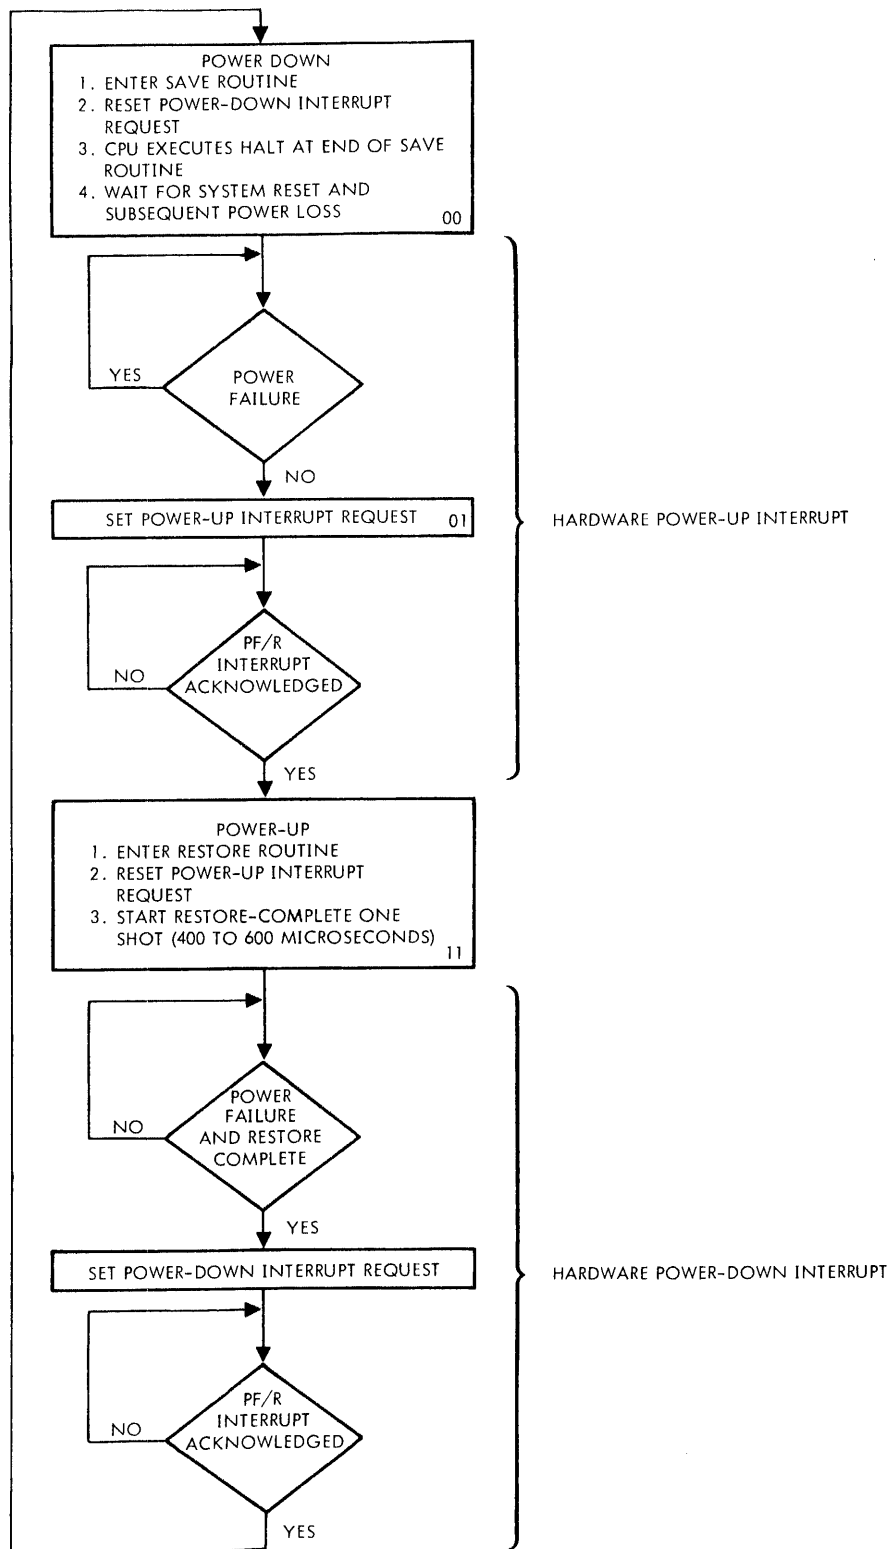 POWER DOWN
1. ENTER SAVE ROUTINE
2. RESET POWER-DOWN INTERRUPT
REQUEST
3. CPU EXECUTES HALT AT END OF SAVE
ROUTINE
4. WAIT FOR SYSTEM RESET AND
SUBSEQUENT POWER LOSS
00
YES
POWER
FAILURE
NO
SET POWER-UP INTERRUPT REQUEST 01
HARDWARE POWER-UP INTERRUPT
PF/R
INTERRUPT
ACKNOWLEDGED
NO
YES
POWER-UP
1. ENTER RESTORE ROUTINE
2. RESET POWER-UP INTERRUPT
REQUEST
3. START RESTORE-COMPLETE ONE
SHOT (400 TO 600 MICROSECONDS)
11
POWER
FAILURE
AND RESTORE
COMPLETE
NO
YES
SET POWER-DOWN INTERRUPT REQUEST
HARDWARE POWER-DOWN INTERRUPT
PF/R
INTERRUPT
ACKNOWLEDGED
NO
YES